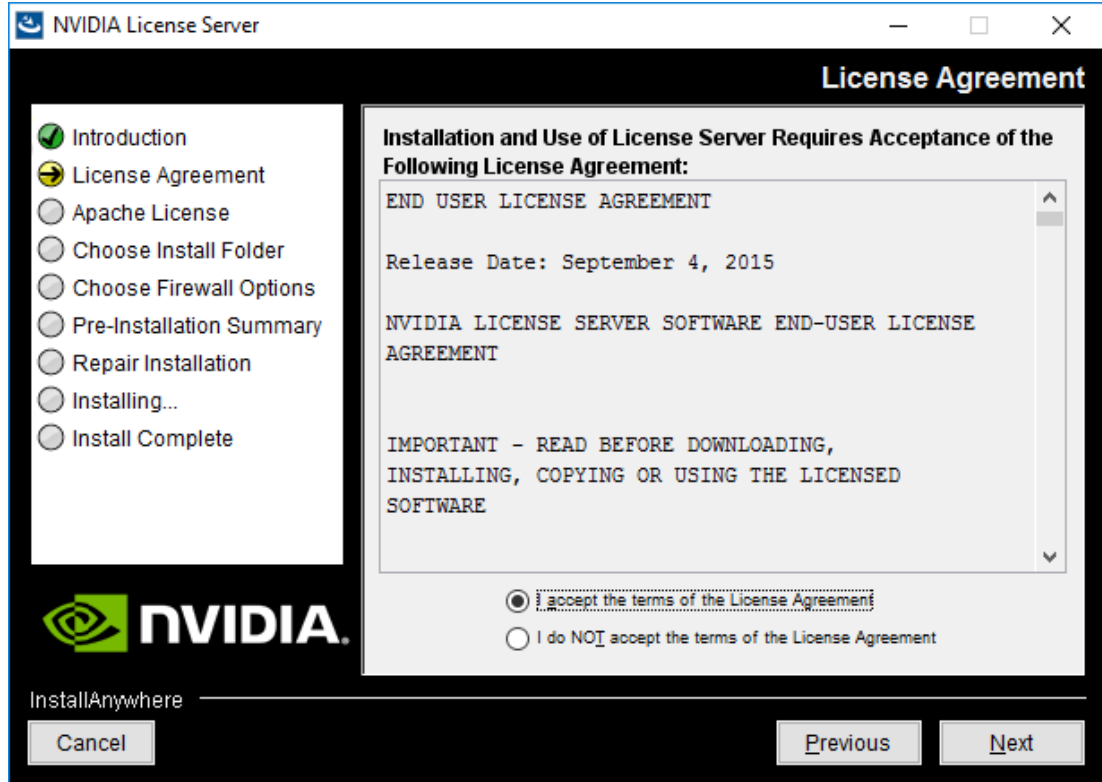 NVIDIA License Server
License Agreement
Introduction
License Agreement
Apache License
Choose Install Folder
Choose Firewall Options
Pre-Installation Summary
Repair Installation
Installing...
Install Complete
Installation and Use of License Server Requires Acceptance of the
Following License Agreement:
END USER LICENSE AGREEMENT
Release Date: September 4, 2015
NVIDIA LICENSE SERVER SOFTWARE END-USER LICENSE
AGREEMENT
IMPORTANT - READ BEFORE DOWNLOADING,
INSTALLING, COPYING OR USING THE LICENSED
SOFTWARE
I accept the terms of the License Agreement
I do NOT accept the terms of the License Agreement
NVIDIA.
InstallAnywhere
Cancel
Previous
Next